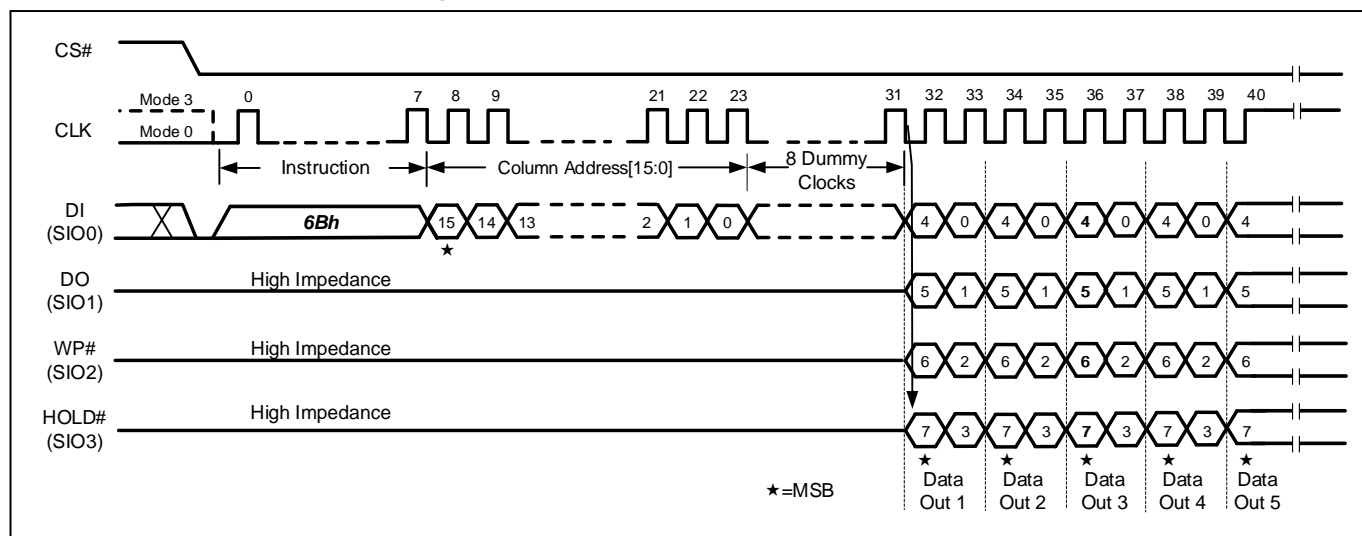 CS#
0 7 8 9 21 22 23 31 32 33 34 35 36 37 38 39 40
Mode 3
CLK
Mode 0
Instruction Column Address[15:0] 8 Dummy
Clocks
DI
(SIO0)
6Bh 15 14 13 2 1 0 4 0 4 0 4 0 4 0 4
★
DO
(SIO1)
High Impedance
5 1 5 1 5 1 5 1 5
WP#
(SIO2)
High Impedance
6 2 6 2 6 2 6 2 6
HOLD#
(SIO3)
High Impedance
7 3 7 3 7 3 7 3 7
★ ★ ★ ★ ★
★=MSB
Data
Out 1
Data
Out 2
Data
Out 3
Data
Out 4
Data
Out 5